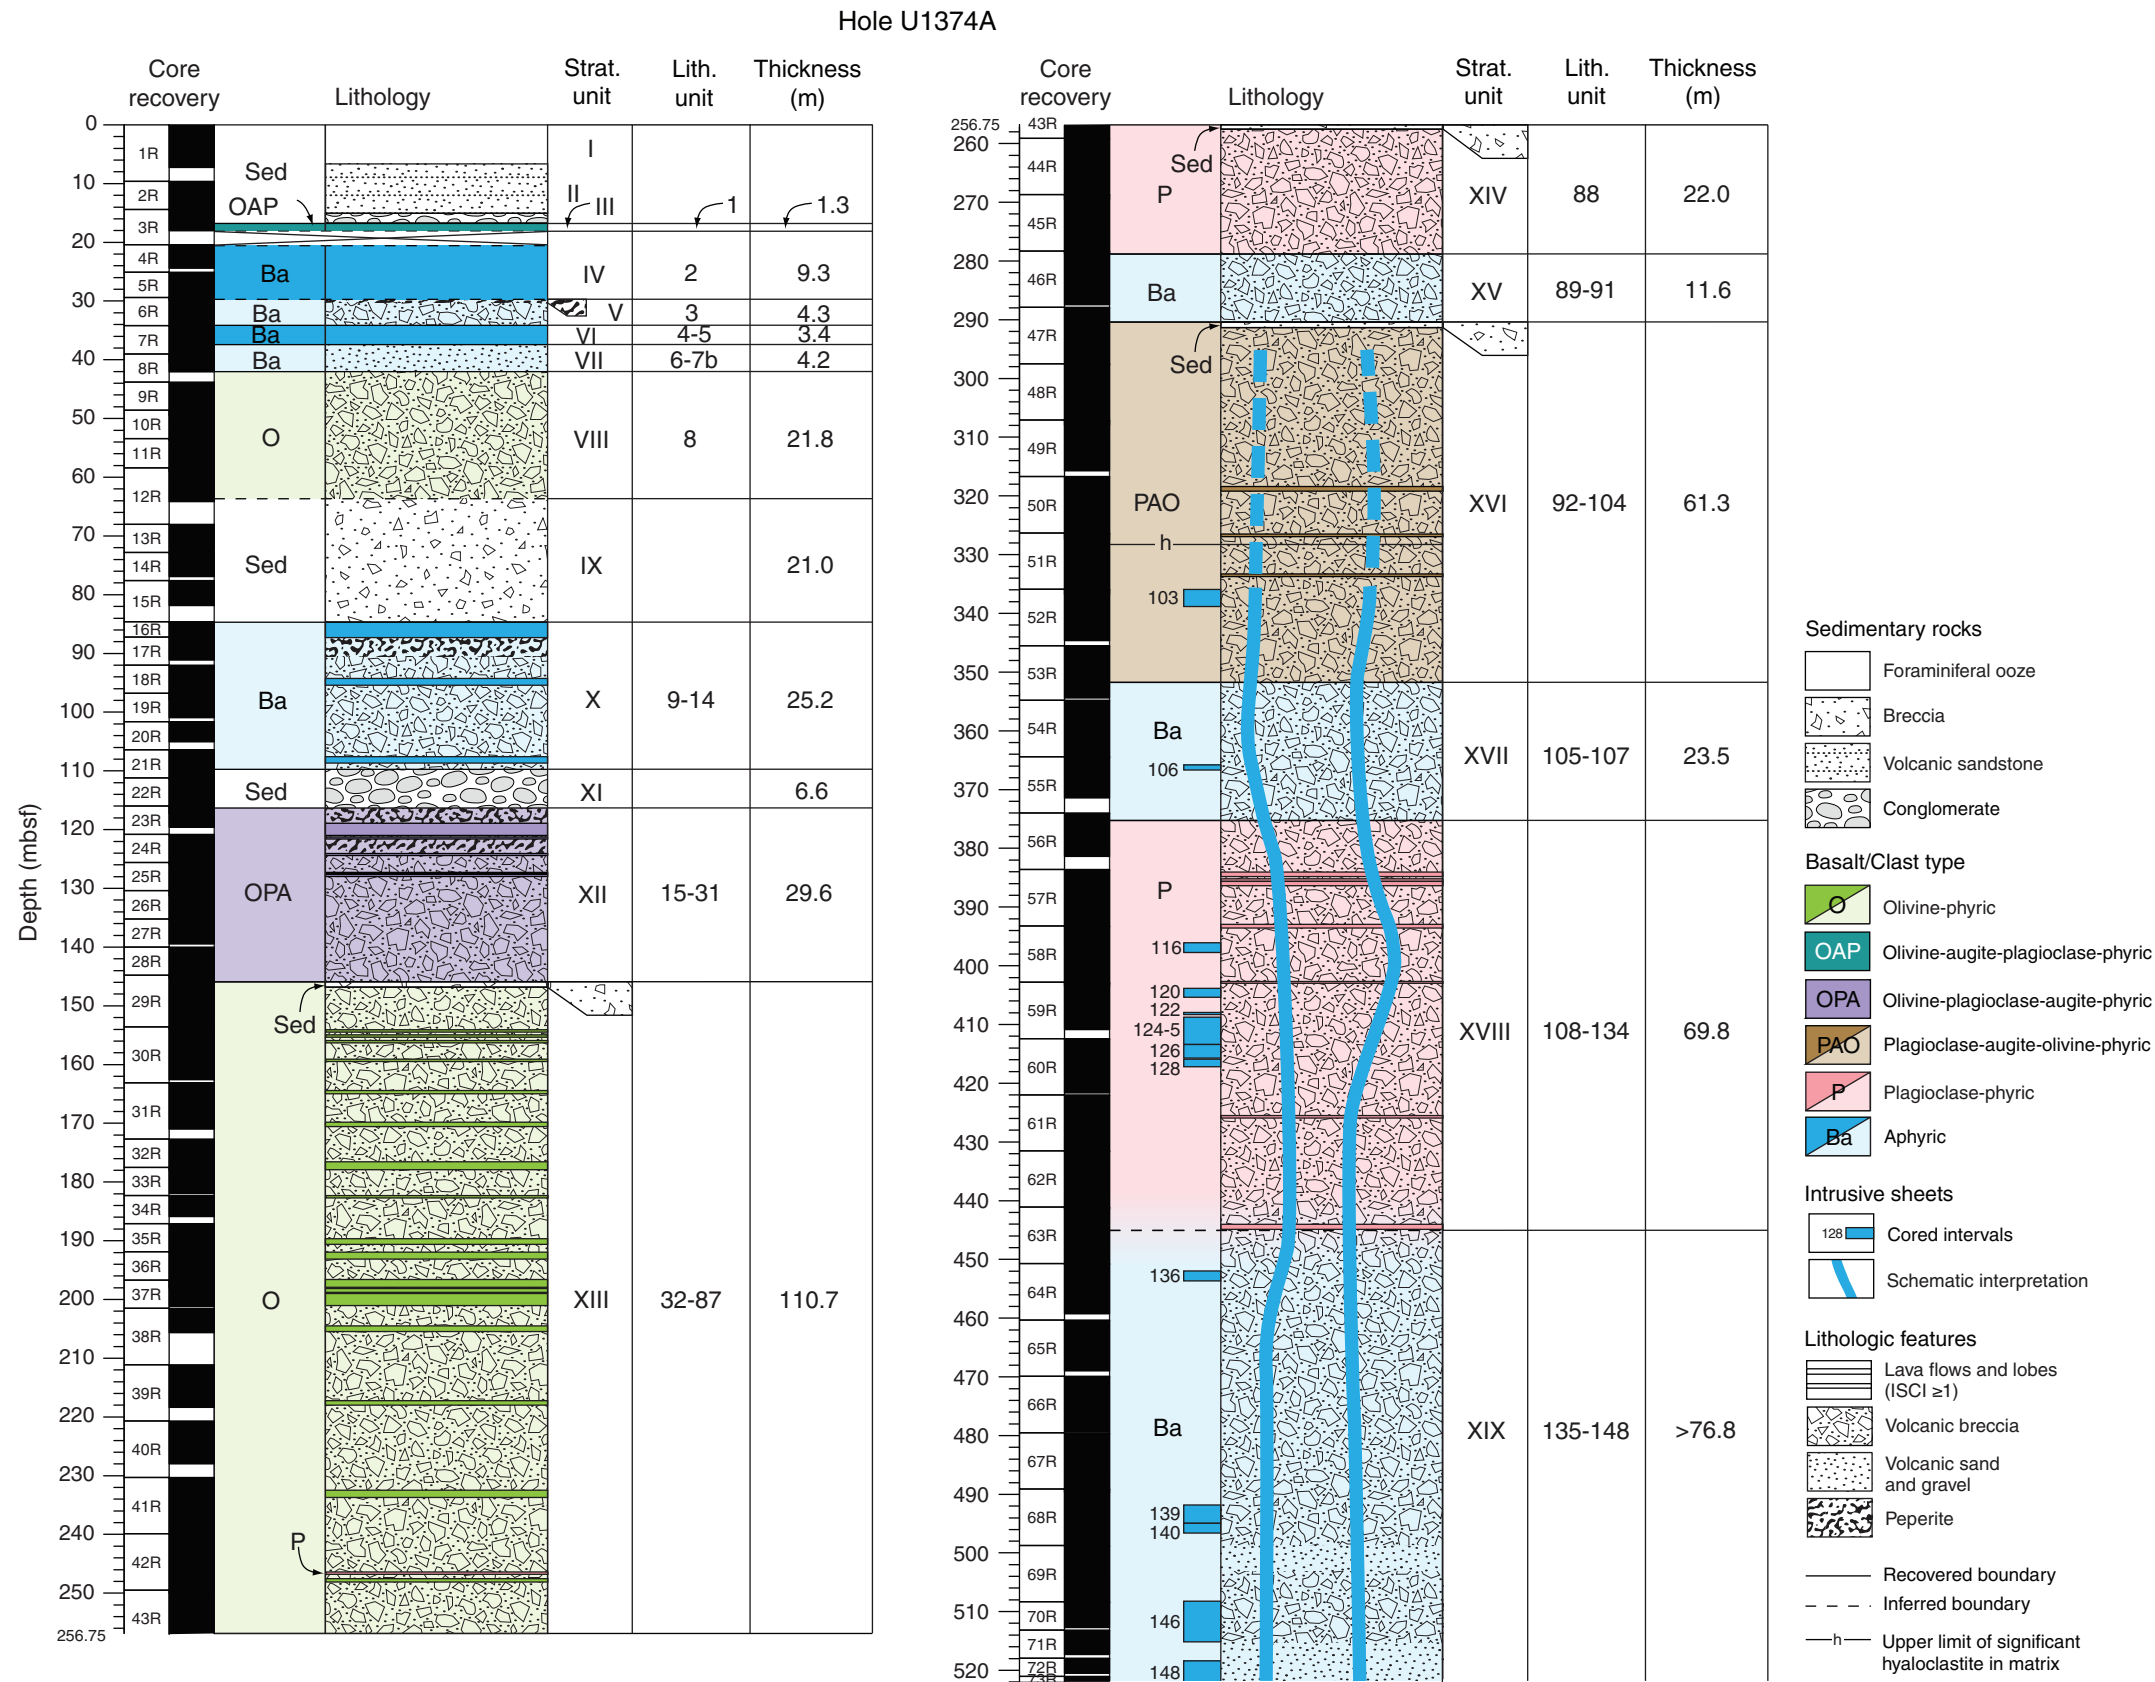 Hole U1374A
Core recovery
Lithology
Strat. unit
Lith. unit
Thickness (m)
Depth (mbsf)
0
10
20
30
40
50
60
70
80
90
100
110
120
130
140
150
160
170
180
190
200
210
220
230
240
250
256.75
1R
2R
3R
4R
5R
6R
7R
8R
9R
10R
11R
12R
13R
14R
15R
16R
17R
18R
19R
20R
21R
22R
23R
24R
25R
26R
27R
28R
29R
30R
31R
32R
33R
34R
35R
36R
37R
38R
39R
40R
41R
42R
43R
Sed I
OAP II III 1 1.3
Ba IV 2 9.3
Ba V 3 4.3
Ba VI 4-5 3.4
Ba VII 6-7b 4.2
O VIII 8 21.8
Sed IX 21.0
Ba X 9-14 25.2
Sed XI 6.6
OPA XII 15-31 29.6
Sed
O XIII 32-87 110.7
P
Core recovery
Lithology
Strat. unit
Lith. unit
Thickness (m)
256.75
260
270
280
290
300
310
320
330
340
350
360
370
380
390
400
410
420
430
440
450
460
470
480
490
500
510
520
43R
44R
45R
46R
47R
48R
49R
50R
51R
52R
53R
54R
55R
56R
57R
58R
59R
60R
61R
62R
63R
64R
65R
66R
67R
68R
69R
70R
71R
72R
73R
Sed
P XIV 88 22.0
Ba XV 89-91 11.6
Sed
PAO XVI 92-104 61.3
h
103
Ba XVII 105-107 23.5
106
P XVIII 108-134 69.8
116
120
122
124-5
126
128
136
Ba XIX 135-148 >76.8
139
140
146
148
Sedimentary rocks
Foraminiferal ooze
Breccia
Volcanic sandstone
Conglomerate
Basalt/Clast type
O Olivine-phyric
OAP Olivine-augite-plagioclase-phyric
OPA Olivine-plagioclase-augite-phyric
PAO Plagioclase-augite-olivine-phyric
P Plagioclase-phyric
Ba Aphyric
Intrusive sheets
128 Cored intervals
Schematic interpretation
Lithologic features
Lava flows and lobes
(ISCI ≥1)
Volcanic breccia
Volcanic sand
and gravel
Peperite
Recovered boundary
Inferred boundary
h Upper limit of significant
hyaloclastite in matrix